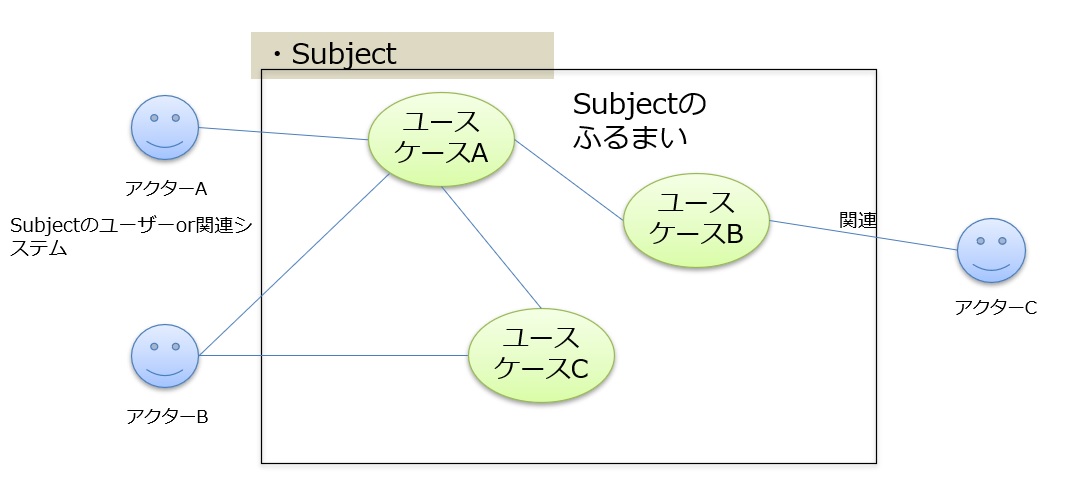 ・Subject
Subjectの
ふるまい
ユース
ケースA
アクターA
Subjectのユーザーor関連シ
ステム
ユース
ケースB
関連
アクターC
ユース
ケースC
アクターB